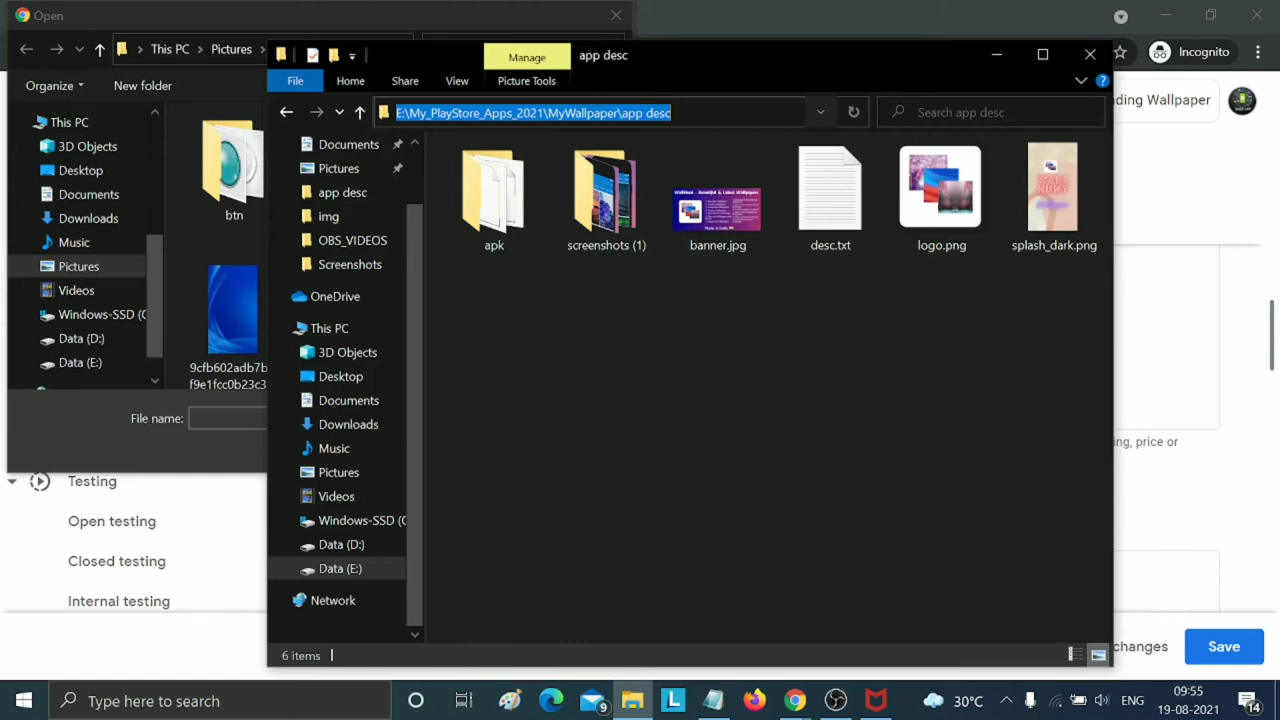 Open
This PC
Pictures
Organize
New folder
This PC
3D Objects
Desktop
Documents
Downloads
Music
Pictures
Videos
Windows-SSD (C
Data (D:)
Data (E:)
btn
9cfb602adb7b
f9e1fcc0b23c3
File name:
Manage
app desc
File
Home
Share
View
Picture Tools
E:\My_PlayStore_Apps_2021\MyWallpaper\app desc
Search app desc
Documents
Pictures
app desc
img
OBS_VIDEOS
Screenshots
OneDrive
This PC
3D Objects
Desktop
Documents
Downloads
Music
Pictures
Videos
Windows-SSD (C
Data (D:)
Data (E:)
Network
apk
screenshots (1)
banner.jpg
desc.txt
logo.png
splash_dark.png
6 items
Incognito
ding Wallpaper
ing, price or
Testing
Open testing
Closed testing
Internal testing
changes
Save
Type here to search
9
30°C
ENG
09:55
19-08-2021
14